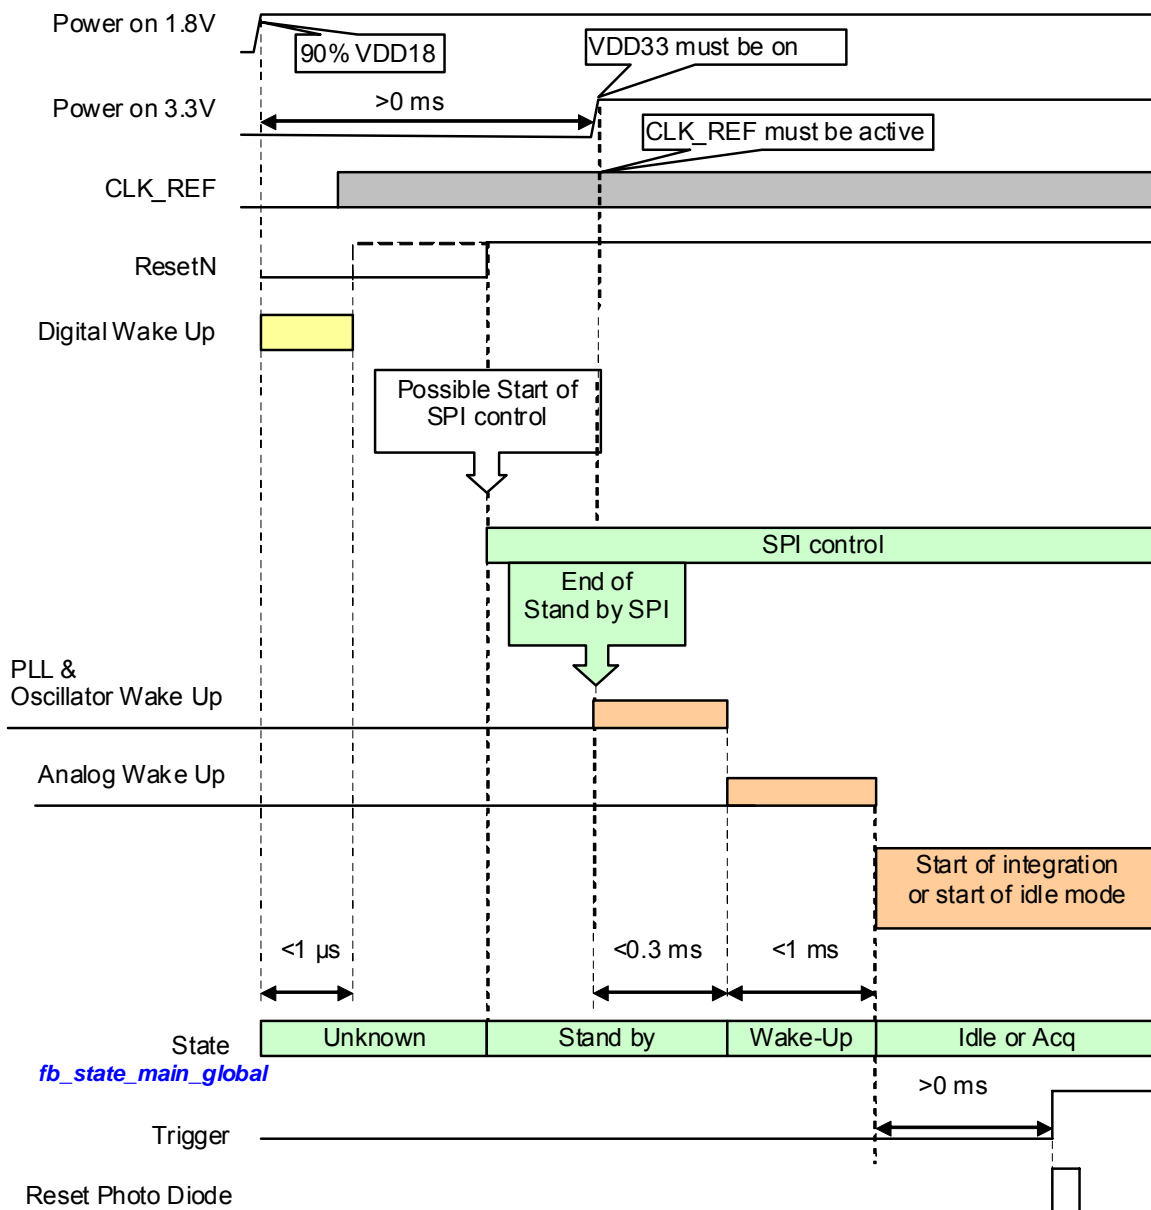 Power on 1.8V
90% VDD18
VDD33 must be on
Power on 3.3V
>0 ms
CLK_REF must be active
CLK_REF
ResetN
Digital Wake Up
Possible Start of
SPI control
SPI control
End of
Stand by SPI
PLL &
Oscillator Wake Up
Analog Wake Up
Start of integration
or start of idle mode
<1 µs
<0.3 ms
<1 ms
State
Unknown
Stand by
Wake-Up
Idle or Acq
fb_state_main_global
>0 ms
Trigger
Reset Photo Diode